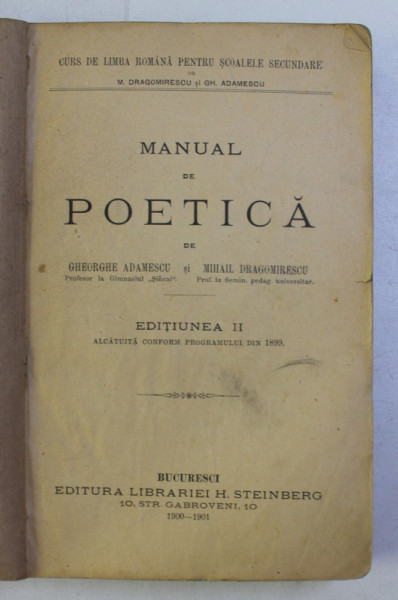 CURS DE LIMBA ROMÂNĂ PENTRU ȘCOALELE SECUNDARE
DE
M. DRAGOMIRESCU și GH. ADAMESCU
MANUAL
DE
POETICĂ
DE
GHEORGHE ADAMESCU și MIHAIL DRAGOMIRESCU
Profesor la Gimnasiul „Șincai“. Prof. la Semin. pedag. universitar.
EDIȚIUNEA II
ALCĂTUITĂ CONFORM PROGRAMULUI DIN 1899.
BUCURESCI
EDITURA LIBRARIEI H. STEINBERG
10, STR. GABROVENI, 10
1900—1901